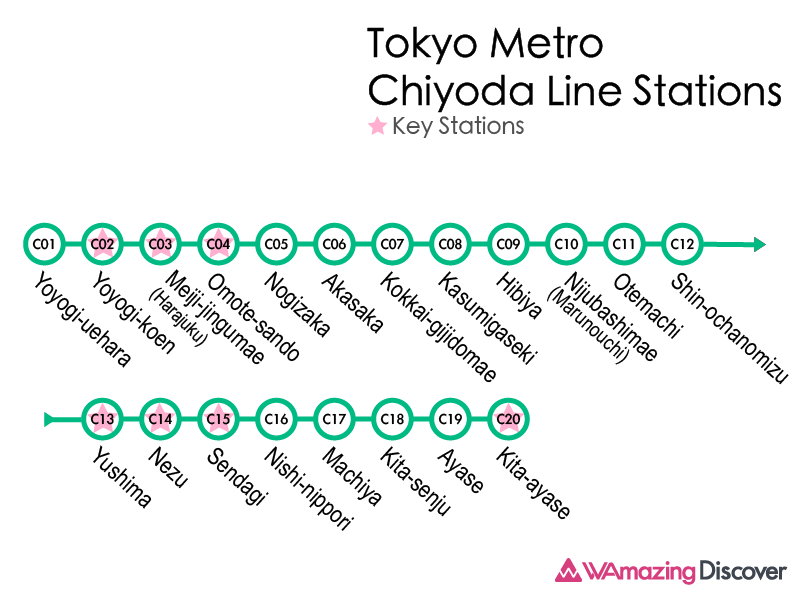 Tokyo Metro
Chiyoda Line Stations
Key Stations
C01
C02
C03
C04
C05
C06
C07
C08
C09
C10
C11
C12
Yoyogi-uehara
Yoyogi-koen
Meiji-jingumae
(Harajuku)
Omote-sando
Nogizaka
Akasaka
Kokkai-gijidomae
Kasumigaseki
Hibiya
Nijubashimae
(Marunouchi)
Otemachi
Shin-ochanomizu
C13
C14
C15
C16
C17
C18
C19
C20
Yushima
Nezu
Sendagi
Nishi-nippori
Machiya
Kita-senju
Ayase
Kita-ayase
WAmazing Discover